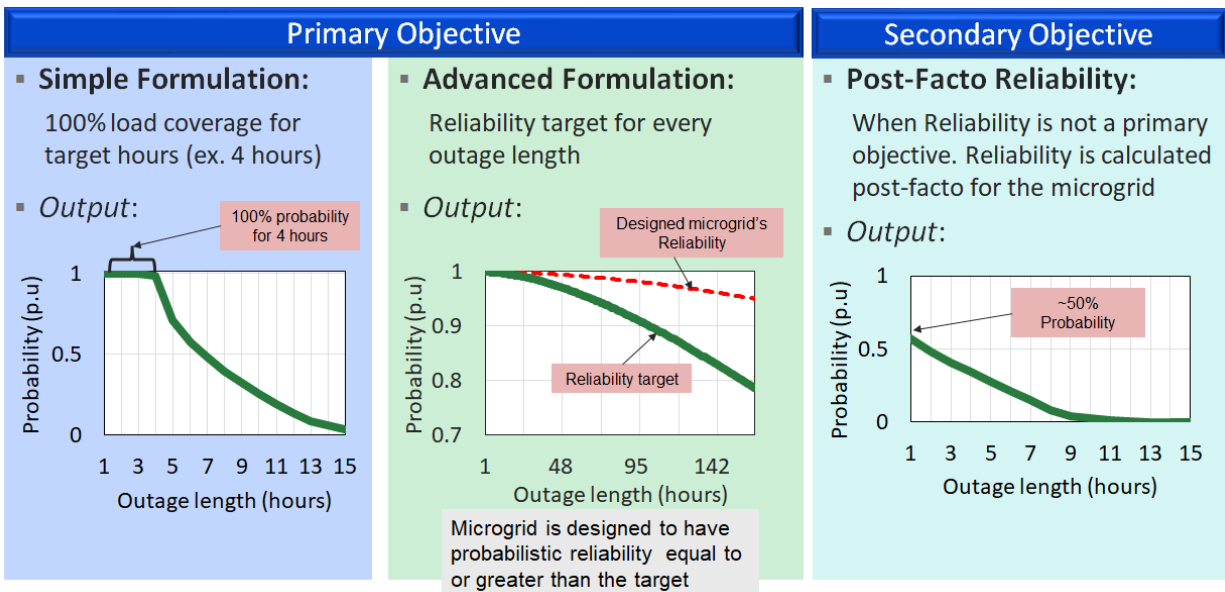 Primary Objective
▪ Simple Formulation:
100% load coverage for
target hours (ex. 4 hours)
▪ Output:
100% probability
for 4 hours
Probability (p.u)
1
0.5
0
1 3 5 7 9 11 13 15
Outage length (hours)
▪ Advanced Formulation:
Reliability target for every
outage length
▪ Output:
Designed microgrid's
Reliability
Reliability target
Probability (p.u)
1
0.9
0.8
0.7
1 48 95 142
Outage length (hours)
Microgrid is designed to have
probabilistic reliability equal to
or greater than the target
Secondary Objective
▪ Post-Facto Reliability:
When Reliability is not a primary
objective. Reliability is calculated
post-facto for the microgrid
▪ Output:
~50%
Probability
Probability (p.u)
1
0.5
0
1 3 5 7 9 11 13 15
Outage length (hours)